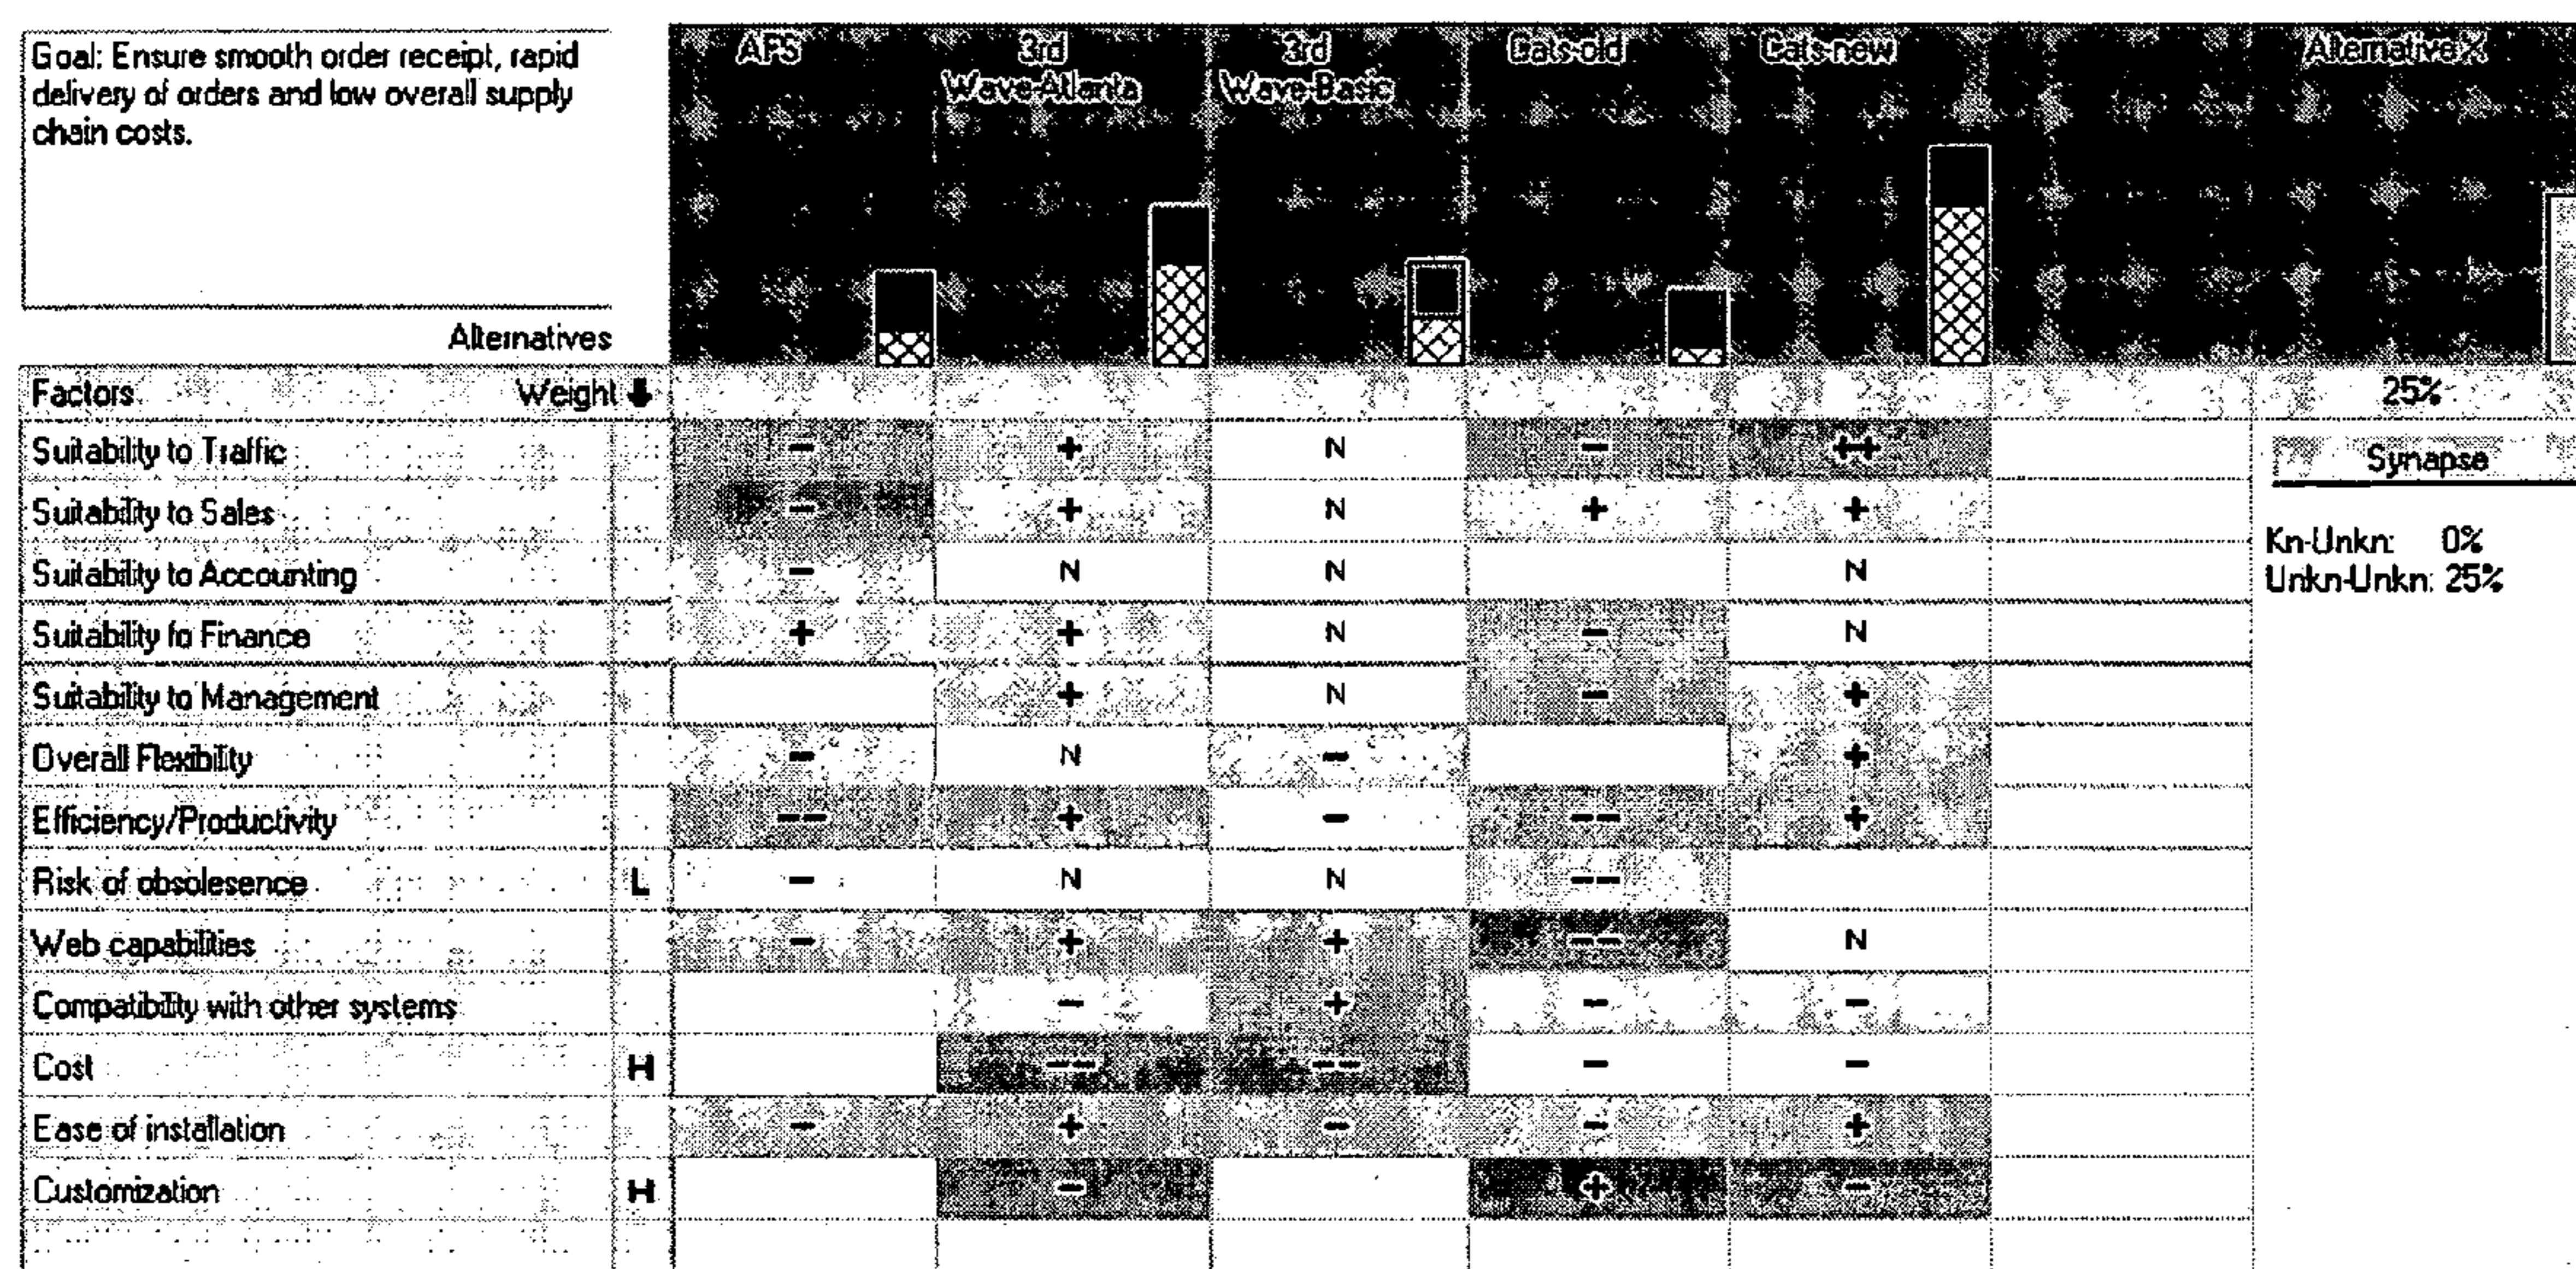 Goal: Ensure smooth order receipt, rapid
delivery of orders and low overall supply
chain costs.
Alternatives
APS
3rd
Wave-Atlanta
3rd
Wave-Basic
Cats-old
Cats-new
Alternative X
Factors Weight 25%
Suitability to Traffic - + N - ++
Synapse
Suitability to Sales - + N + +
Kn-Unkn: 0%
Suitability to Accounting - N N N
Unkn-Unkn: 25%
Suitability fo Finance + + N - N
Suitability to Management + N - +
Overall Flexibility - N - +
Efficiency/Productivity -- + - -- +
Risk of obsolesence L - N N --
Web capabilities - + + -- N
Compatibility with other systems - + - -
Cost H -- -- - -
Ease of installation - + - - +
Customization H - + -